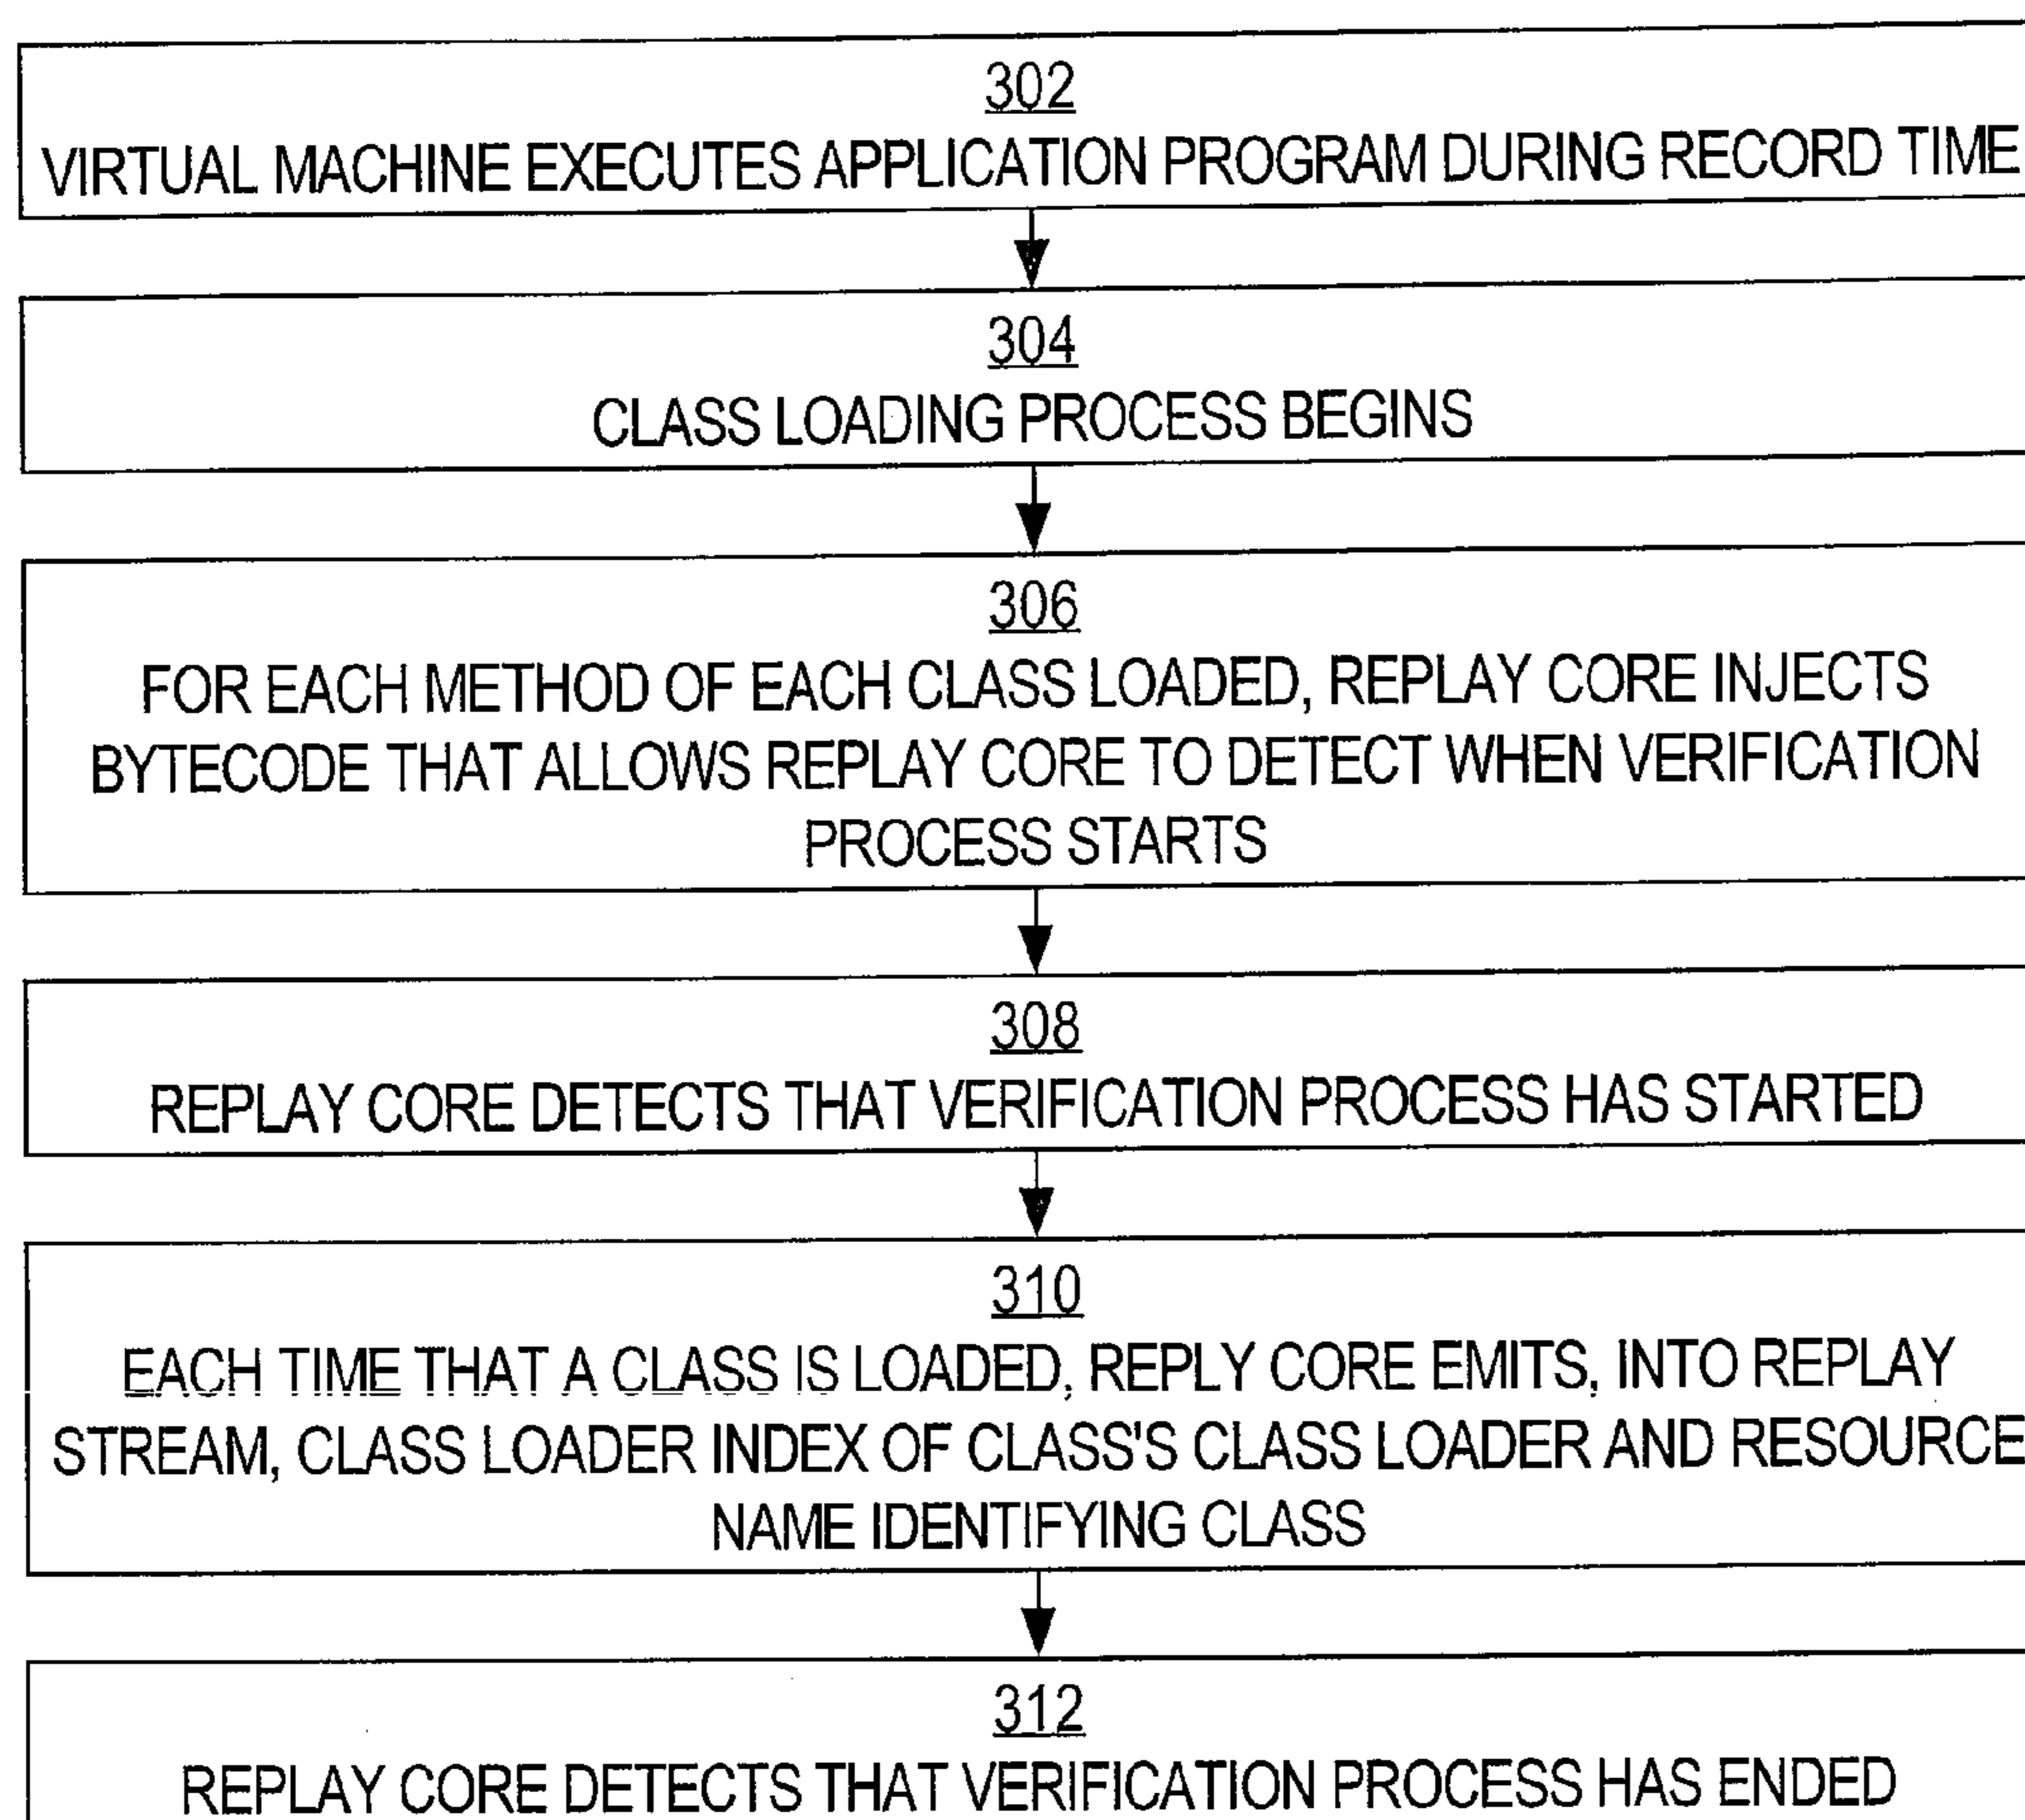 302
VIRTUAL MACHINE EXECUTES APPLICATION PROGRAM DURING RECORD TIME
304
CLASS LOADING PROCESS BEGINS
306
FOR EACH METHOD OF EACH CLASS LOADED, REPLAY CORE INJECTS
BYTECODE THAT ALLOWS REPLAY CORE TO DETECT WHEN VERIFICATION
PROCESS STARTS
308
REPLAY CORE DETECTS THAT VERIFICATION PROCESS HAS STARTED
310
EACH TIME THAT A CLASS IS LOADED, REPLY CORE EMITS, INTO REPLAY
STREAM, CLASS LOADER INDEX OF CLASS'S CLASS LOADER AND RESOURCE
NAME IDENTIFYING CLASS
312
REPLAY CORE DETECTS THAT VERIFICATION PROCESS HAS ENDED